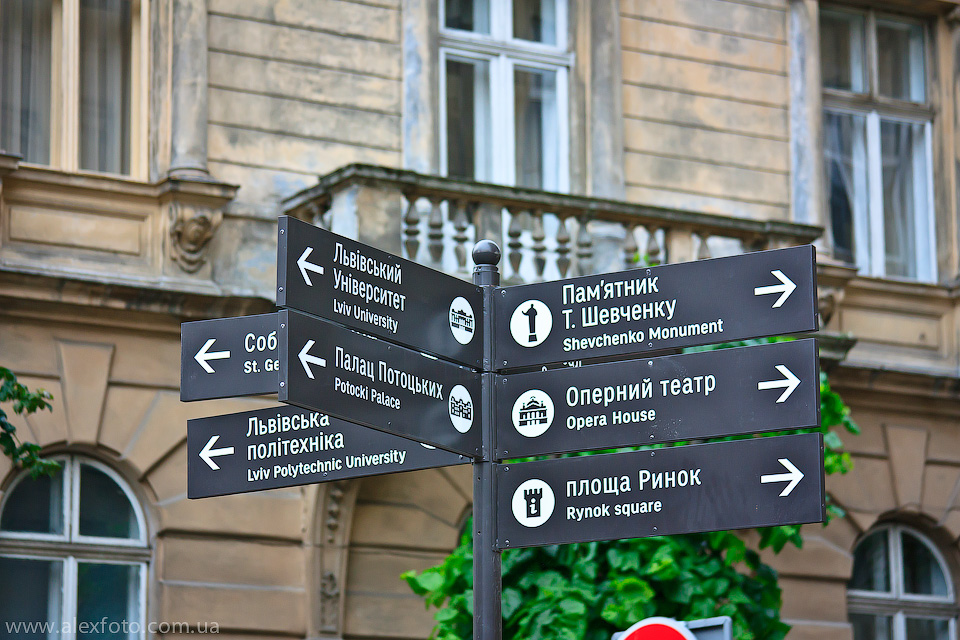 Львівський
Університет
Lviv University
Палац Потоцьких
Potocki Palace
St.
Львівська
політехніка
Lviv Polytechnic University
Пам'ятник
Т. Шевченку
Shevchenko Monument
Оперний театр
Opera House
площа Ринок
Rynok square
www.alexfoto.com.ua